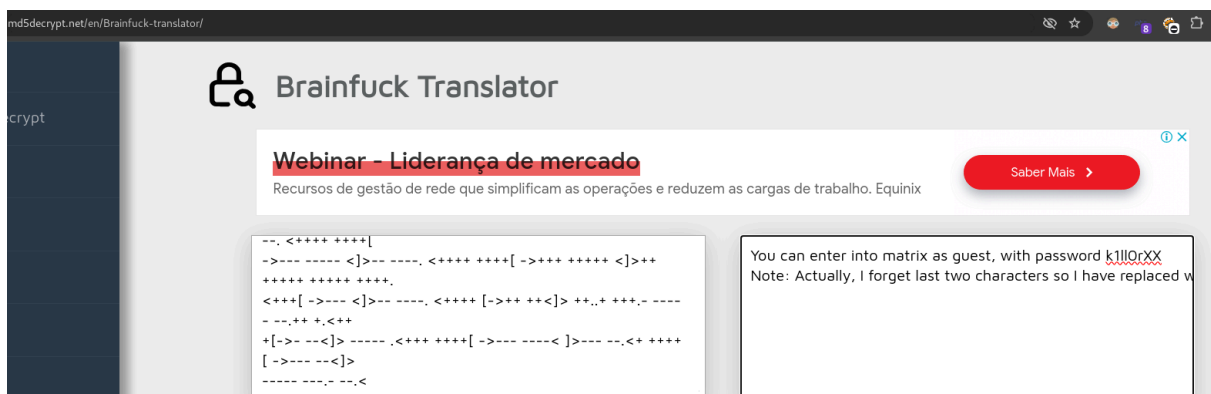 md5decrypt.net/en/Brainfuck-translator/
8
ecrypt
Brainfuck Translator
Webinar - Liderança de mercado
Recursos de gestão de rede que simplificam as operações e reduzem as cargas de trabalho. Equinix
Saber Mais
--. <++++ ++++[
->--- ----- <]>-- ----. <++++ ++++[ ->+++ +++++ <]>++
+++++ +++++ ++++.
<+++[ ->--- <]>-- ----. <++++ [->++ ++<]> ++..+ +++.- ----
- --.++ +.<++
+[->- --<]> ----- .<+++ ++++[ ->--- ----< ]>--- --.<+ ++++
[ ->--- --<]>
----- ---.- --.<
You can enter into matrix as guest, with password k1ll0rXX
Note: Actually, I forget last two characters so I have replaced w